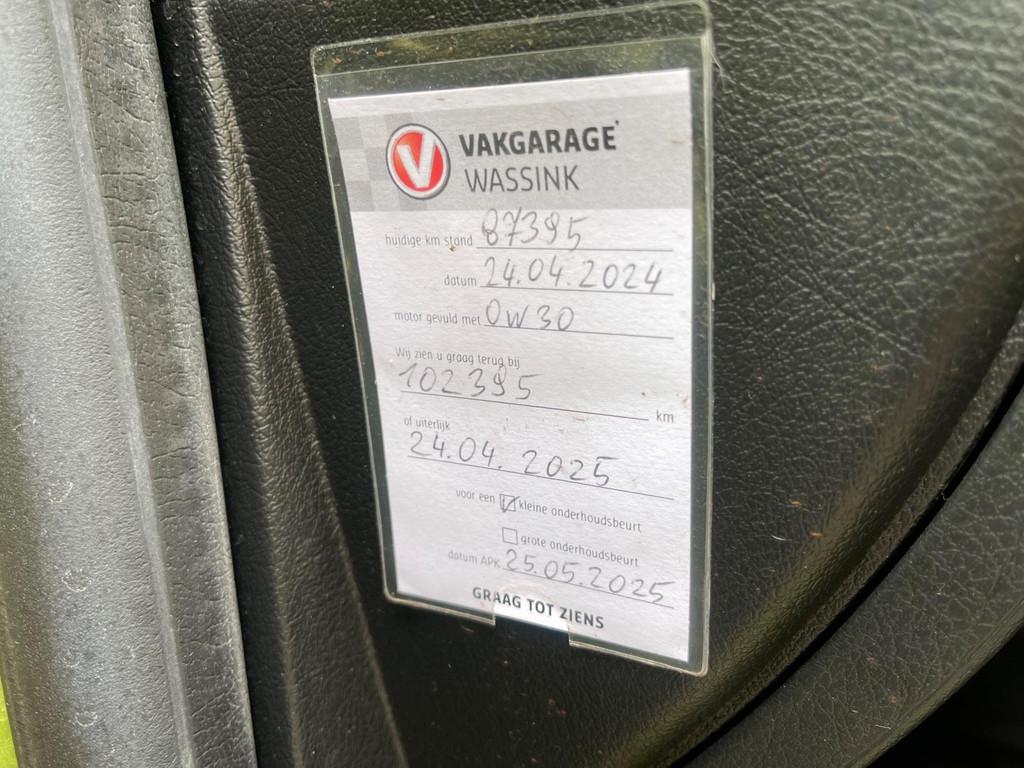 V VAKGARAGE
WASSINK
huidige km stand 87395
datum 24.04.2024
motor gevuld met 0W30
Wij zien u graag terug bij
102395 km
of uiterlijk
24.04.2025
voor een ☑ kleine onderhoudsbeurt
☐ grote onderhoudsbeurt
datum APK 25.05.2025
GRAAG TOT ZIENS